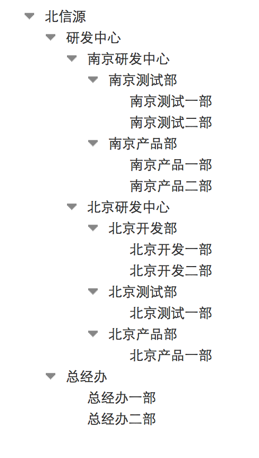 北信源
研发中心
南京研发中心
南京测试部
南京测试一部
南京测试二部
南京产品部
南京产品一部
南京产品二部
北京研发中心
北京开发部
北京开发一部
北京开发二部
北京测试部
北京测试一部
北京产品部
北京产品一部
总经办
总经办一部
总经办二部